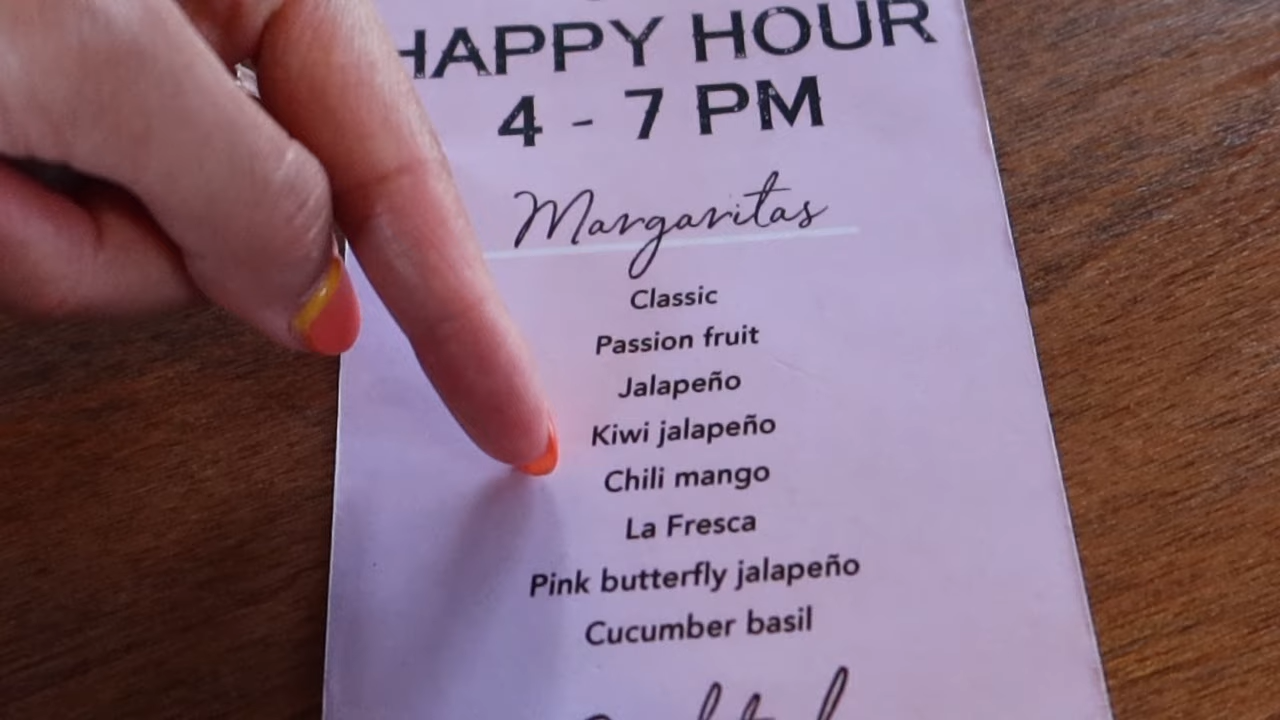 HAPPY HOUR
4 - 7 PM
Margaritas
Classic
Passion fruit
Jalapeño
Kiwi jalapeño
Chili mango
La Fresca
Pink butterfly jalapeño
Cucumber basil